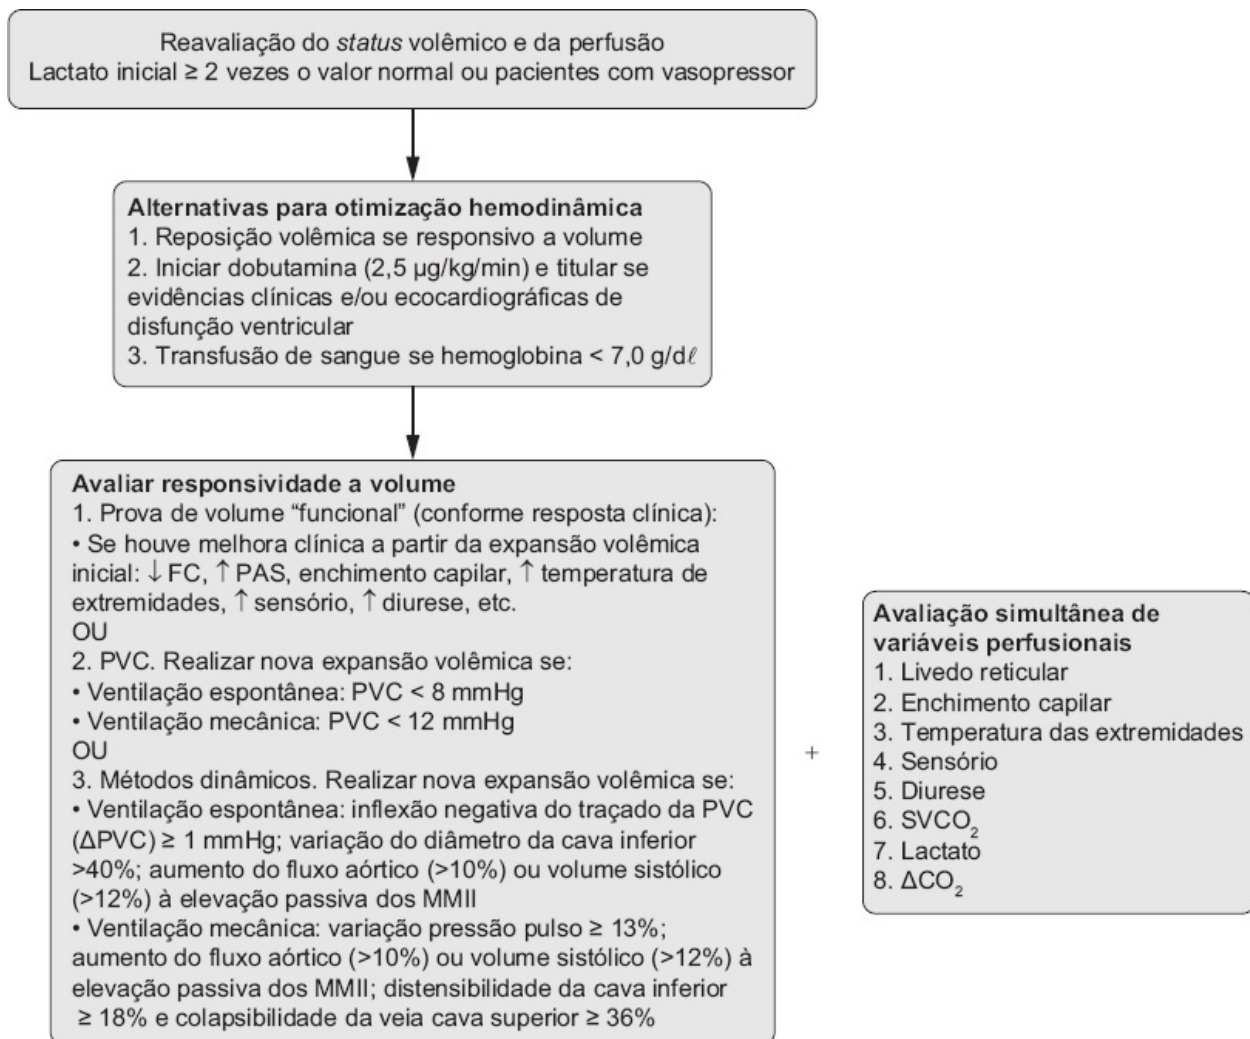 Reavaliação do status volêmico e da perfusão
Lactato inicial ≥ 2 vezes o valor normal ou pacientes com vasopressor
Alternativas para otimização hemodinâmica
1. Reposição volêmica se responsivo a volume
2. Iniciar dobutamina (2,5 μg/kg/min) e titular se
evidências clínicas e/ou ecocardiográficas de
disfunção ventricular
3. Transfusão de sangue se hemoglobina < 7,0 g/dℓ
Avaliar responsividade a volume
1. Prova de volume “funcional” (conforme resposta clínica):
• Se houve melhora clínica a partir da expansão volêmica
inicial: ↓ FC, ↑ PAS, enchimento capilar, ↑ temperatura de
extremidades, ↑ sensório, ↑ diurese, etc.
OU
2. PVC. Realizar nova expansão volêmica se:
• Ventilação espontânea: PVC < 8 mmHg
• Ventilação mecânica: PVC < 12 mmHg
OU
3. Métodos dinâmicos. Realizar nova expansão volêmica se:
• Ventilação espontânea: inflexão negativa do traçado da PVC
(ΔPVC) ≥ 1 mmHg; variação do diâmetro da cava inferior
>40%; aumento do fluxo aórtico (>10%) ou volume sistólico
(>12%) à elevação passiva dos MMII
• Ventilação mecânica: variação pressão pulso ≥ 13%;
aumento do fluxo aórtico (>10%) ou volume sistólico (>12%) à
elevação passiva dos MMII; distensibilidade da cava inferior
≥ 18% e colapsibilidade da veia cava superior ≥ 36%
+
Avaliação simultânea de
variáveis perfusionais
1. Livedo reticular
2. Enchimento capilar
3. Temperatura das extremidades
4. Sensório
5. Diurese
6. SVCO₂
7. Lactato
8. ΔCO₂